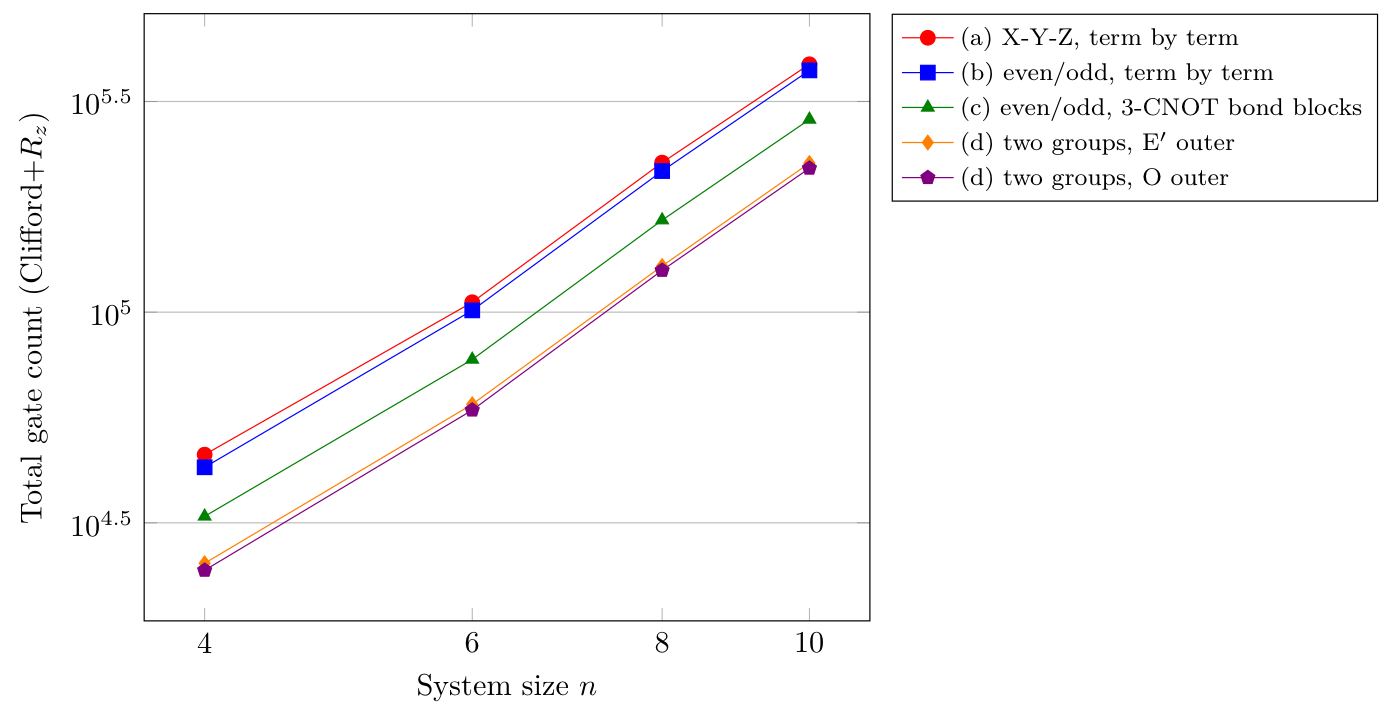 10^5.5
10^5
10^4.5
4 6 8 10
System size n
Total gate count (Clifford+R_z)
(a) X-Y-Z, term by term
(b) even/odd, term by term
(c) even/odd, 3-CNOT bond blocks
(d) two groups, E′ outer
(d) two groups, O outer